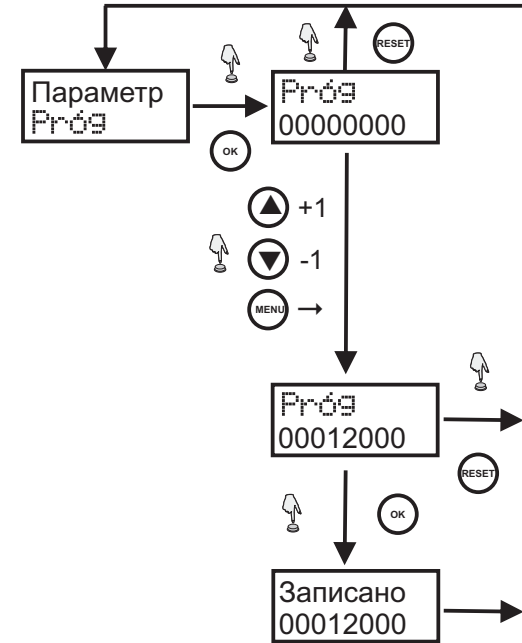 RESET
Параметр
Próg
Próg
00000000
OK
+1
-1
MENU →
Próg
00012000
RESET
OK
Записано
00012000